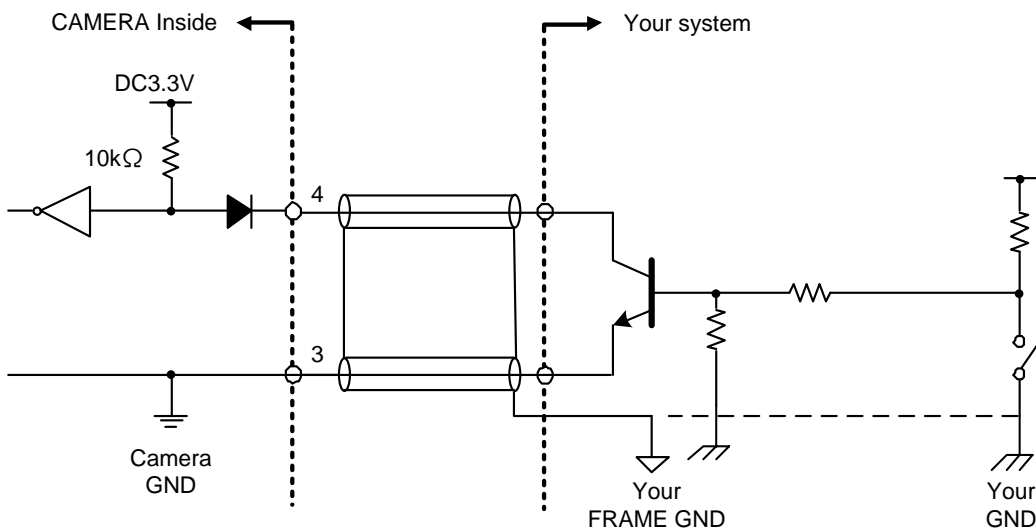 CAMERA Inside
Your system
DC3.3V
10kΩ
4
3
Camera
GND
Your
FRAME GND
Your
GND